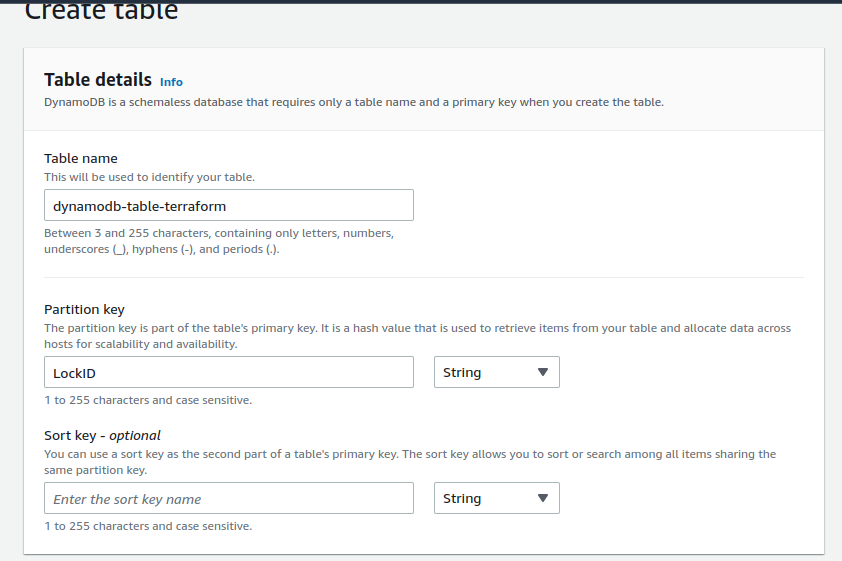 Create table
Table details Info
DynamoDB is a schemaless database that requires only a table name and a primary key when you create the table.
Table name
This will be used to identify your table.
dynamodb-table-terraform
Between 3 and 255 characters, containing only letters, numbers,
underscores (_), hyphens (-), and periods (.).
Partition key
The partition key is part of the table's primary key. It is a hash value that is used to retrieve items from your table and allocate data across
hosts for scalability and availability.
LockID String
1 to 255 characters and case sensitive.
Sort key - optional
You can use a sort key as the second part of a table's primary key. The sort key allows you to sort or search among all items sharing the
same partition key.
Enter the sort key name String
1 to 255 characters and case sensitive.